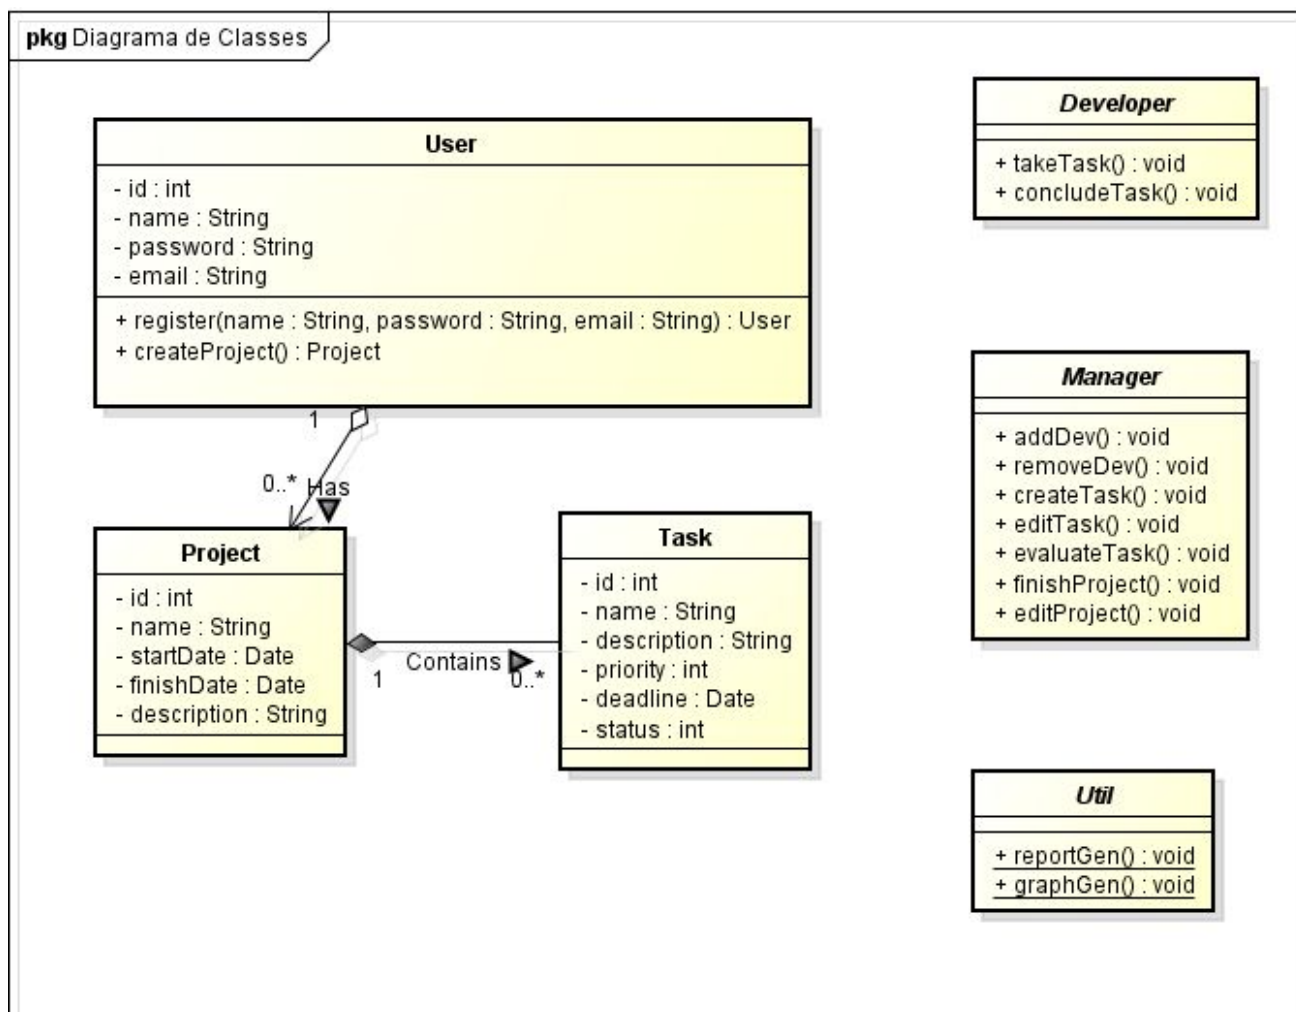 pkg Diagrama de Classes
User
- id : int
- name : String
- password : String
- email : String
+ register(name : String, password : String, email : String) : User
+ createProject() : Project
1
0..*
Has
Project
- id : int
- name : String
- startDate : Date
- finishDate : Date
- description : String
1
Contains
0..*
Task
- id : int
- name : String
- description : String
- priority : int
- deadline : Date
- status : int
Developer
+ takeTask() : void
+ concludeTask() : void
Manager
+ addDev() : void
+ removeDev() : void
+ createTask() : void
+ editTask() : void
+ evaluateTask() : void
+ finishProject() : void
+ editProject() : void
Util
+ reportGen() : void
+ graphGen() : void